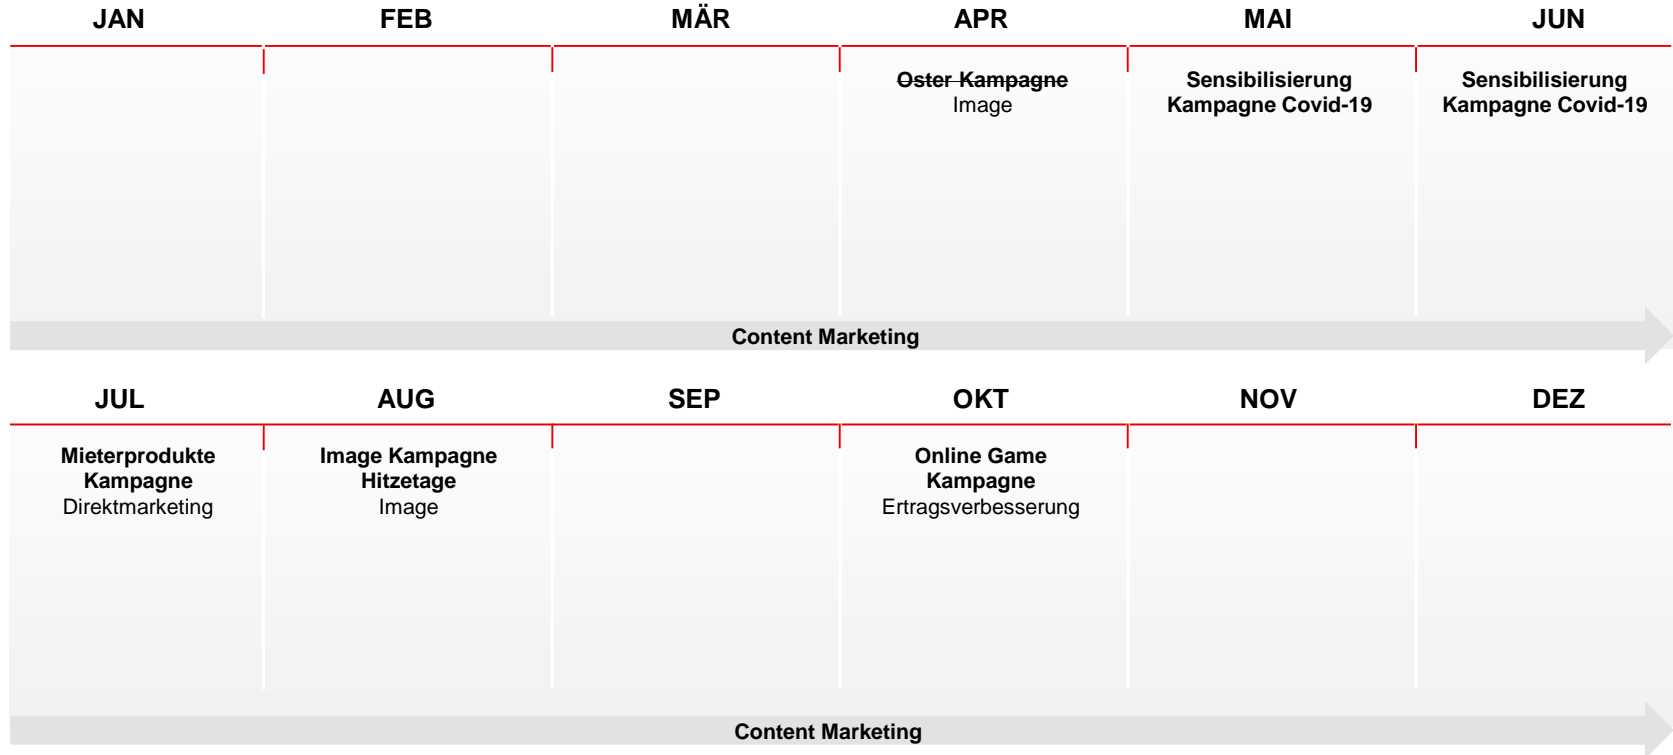 JAN FEB MÄR APR MAI JUN
Oster Kampagne
Image
Sensibilisierung
Kampagne Covid-19
Sensibilisierung
Kampagne Covid-19
Content Marketing
JUL AUG SEP OKT NOV DEZ
Mieterprodukte
Kampagne
Direktmarketing
Image Kampagne
Hitzetage
Image
Online Game
Kampagne
Ertragsverbesserung
Content Marketing